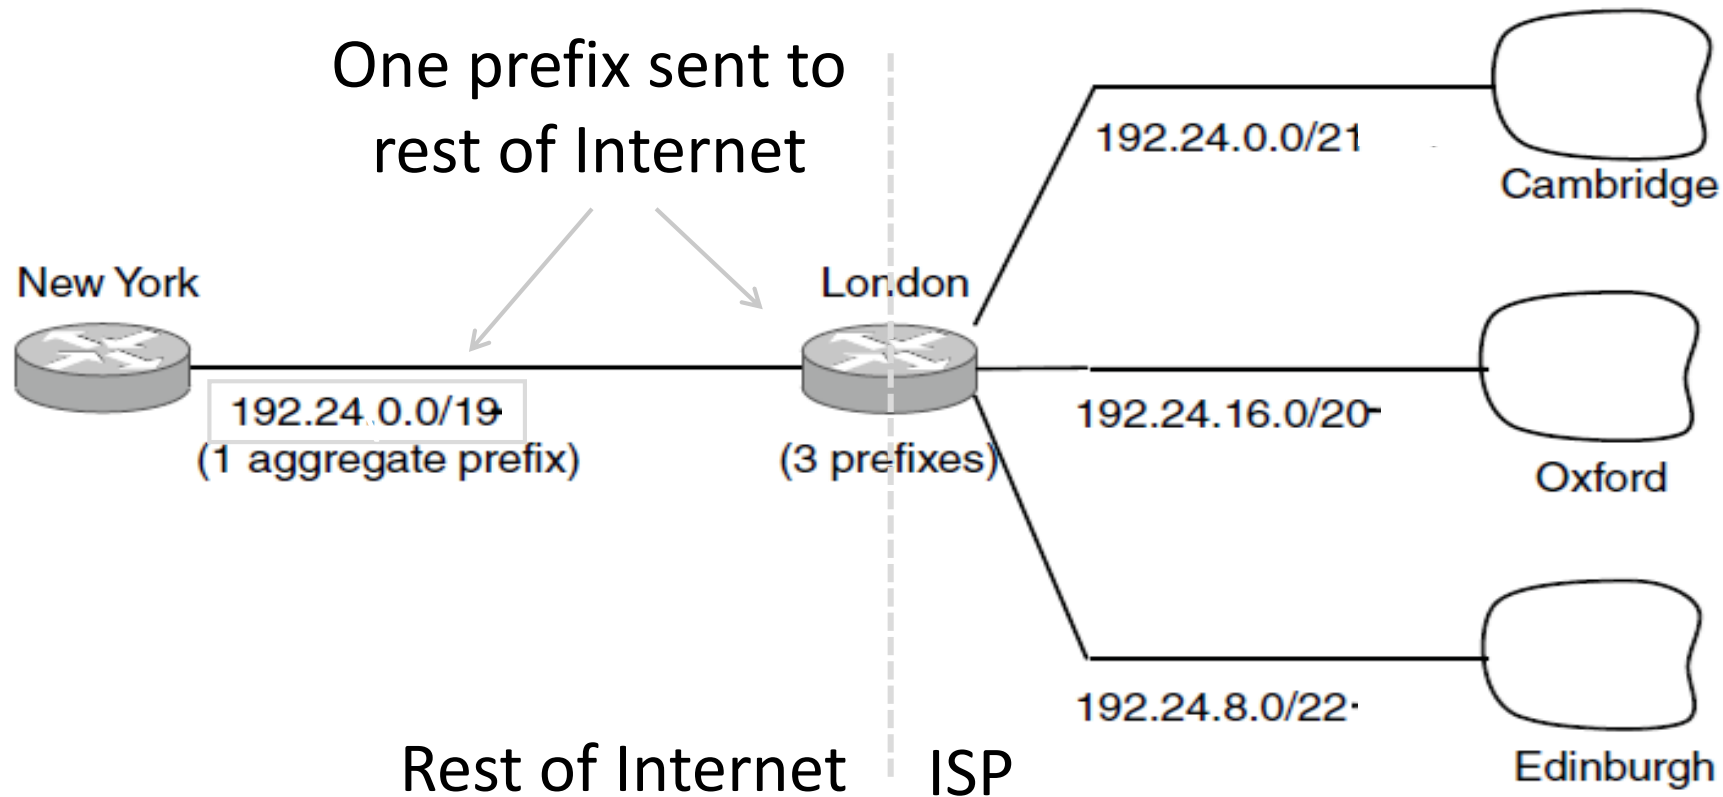 One prefix sent to
rest of Internet
192.24.0.0/21
Cambridge
New York
London
192.24.0.0/19
(1 aggregate prefix)
(3 prefixes)
192.24.16.0/20
Oxford
192.24.8.0/22
Edinburgh
Rest of Internet
ISP